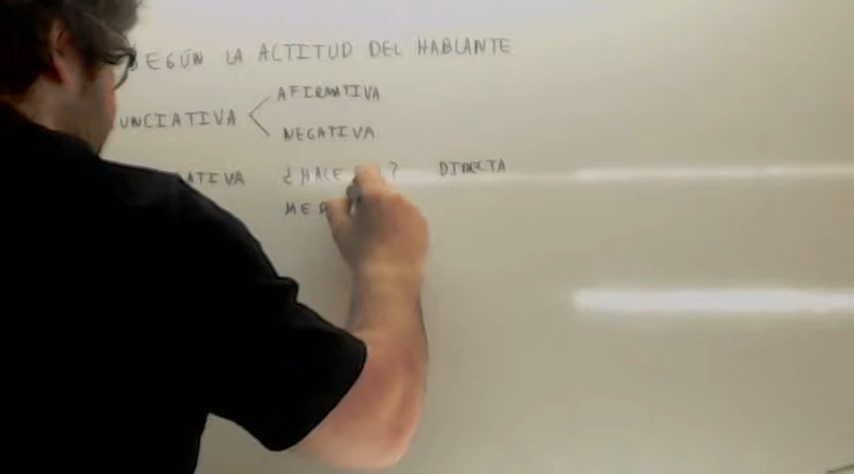 SEGÚN LA ACTITUD DEL HABLANTE
UNCIATIVA
AFIRMATIVA
NEGATIVA
ATIVA ¿HACE ? DIRECTA
ME